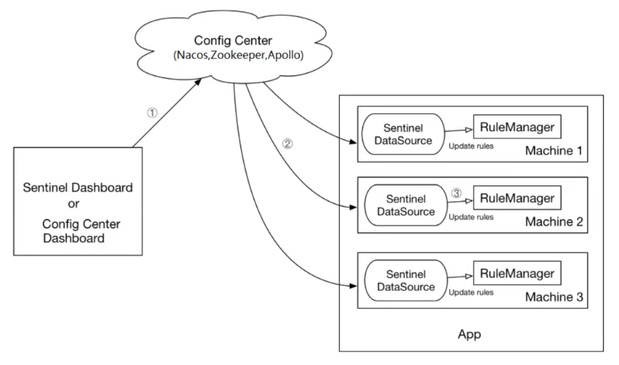 Config Center
(Nacos,Zookeeper,Apollo)
①
②
Sentinel Dashboard
or
Config Center
Dashboard
Sentinel
DataSource
RuleManager
Update rules
Machine 1
Sentinel
DataSource
③
RuleManager
Update rules
Machine 2
Sentinel
DataSource
RuleManager
Update rules
Machine 3
App